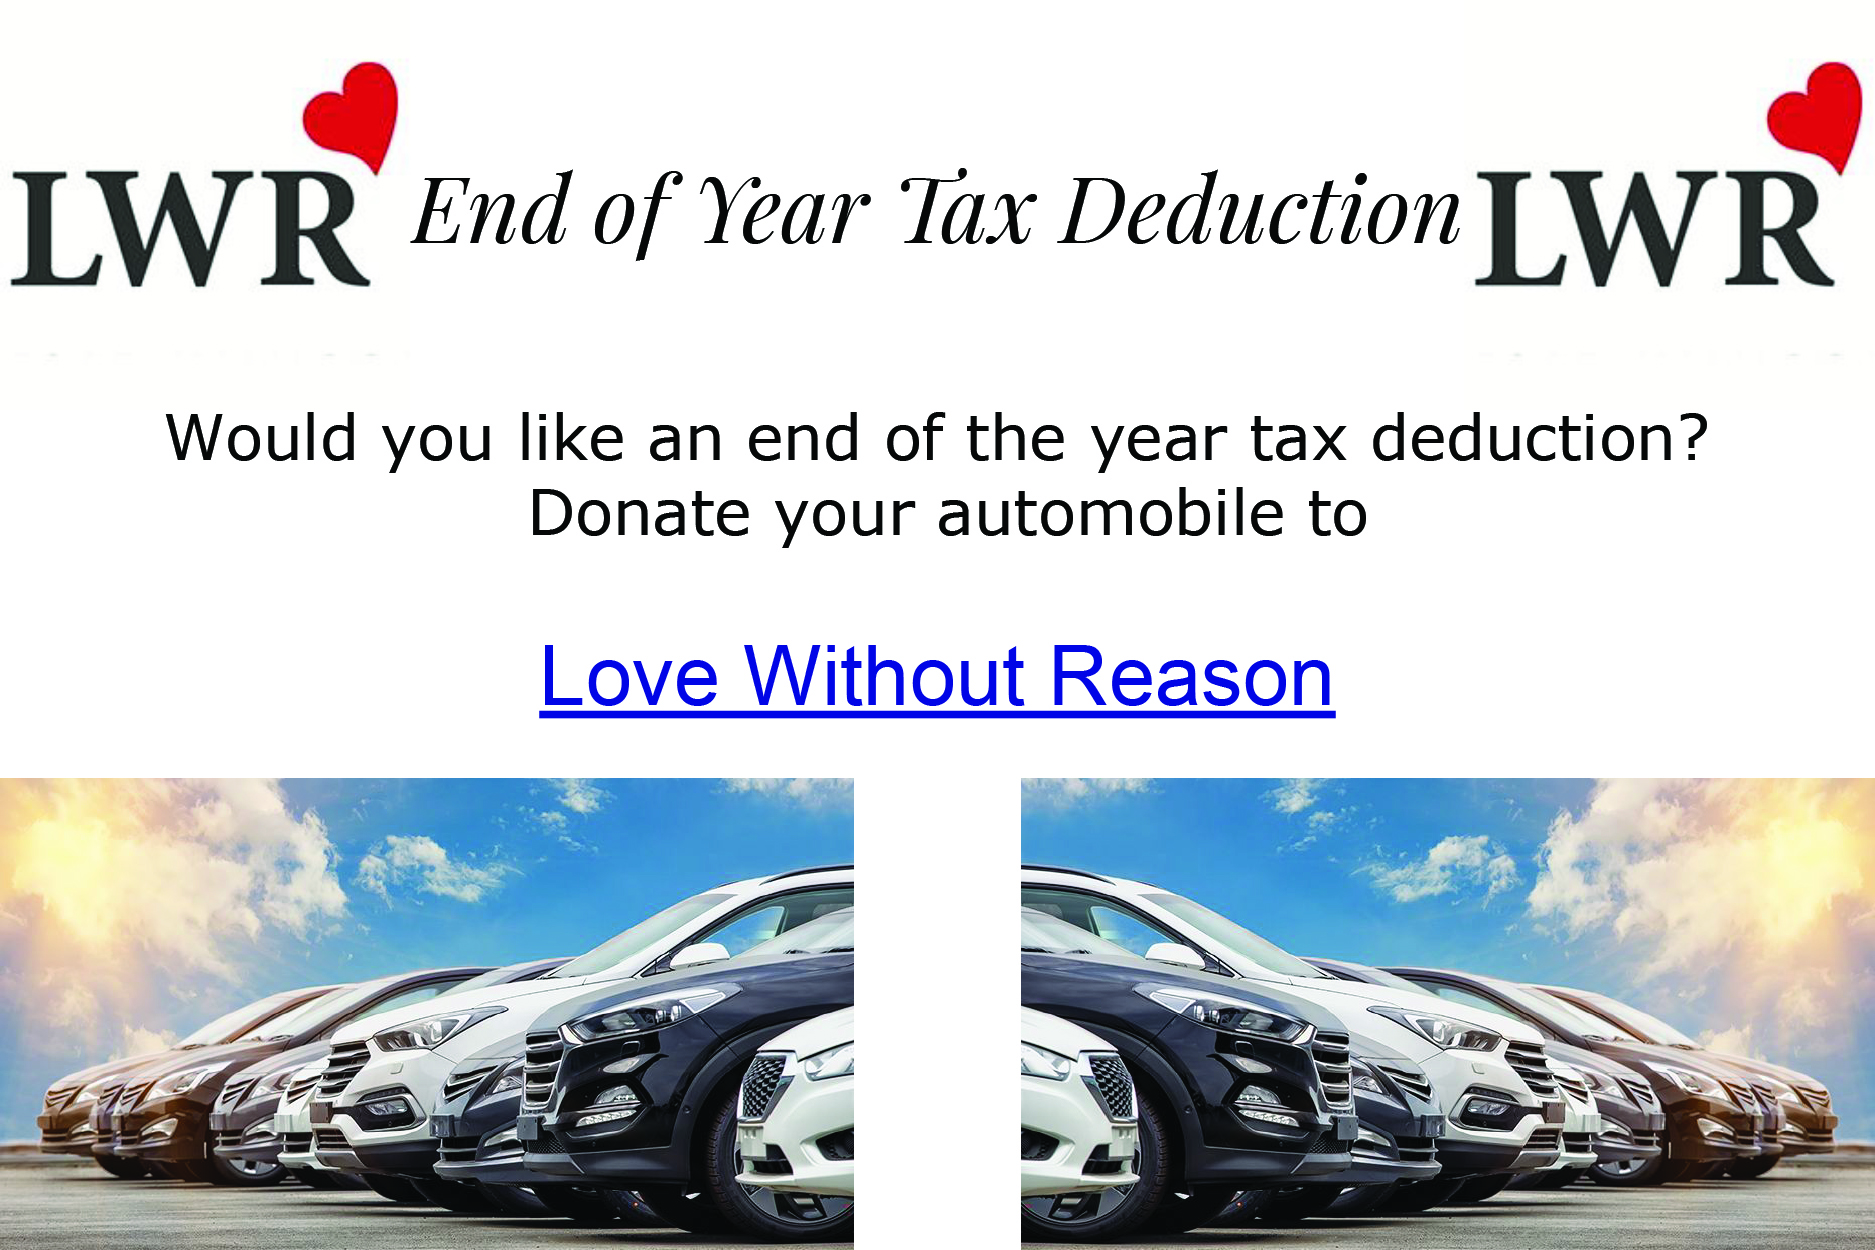 LWR End of Year Tax Deduction LWR
Would you like an end of the year tax deduction?
Donate your automobile to
Love Without Reason